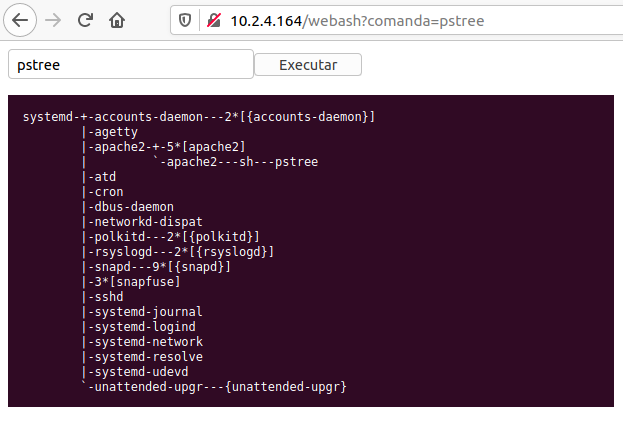 10.2.4.164/webash?comanda=pstree
pstree Executar
systemd-+-accounts-daemon---2*[{accounts-daemon}]
        |-agetty
        |-apache2-+-5*[apache2]
        |         `-apache2---sh---pstree
        |-atd
        |-cron
        |-dbus-daemon
        |-networkd-dispat
        |-polkitd---2*[{polkitd}]
        |-rsyslogd---2*[{rsyslogd}]
        |-snapd---9*[{snapd}]
        |-3*[snapfuse]
        |-sshd
        |-systemd-journal
        |-systemd-logind
        |-systemd-network
        |-systemd-resolve
        |-systemd-udevd
        `-unattended-upgr---{unattended-upgr}